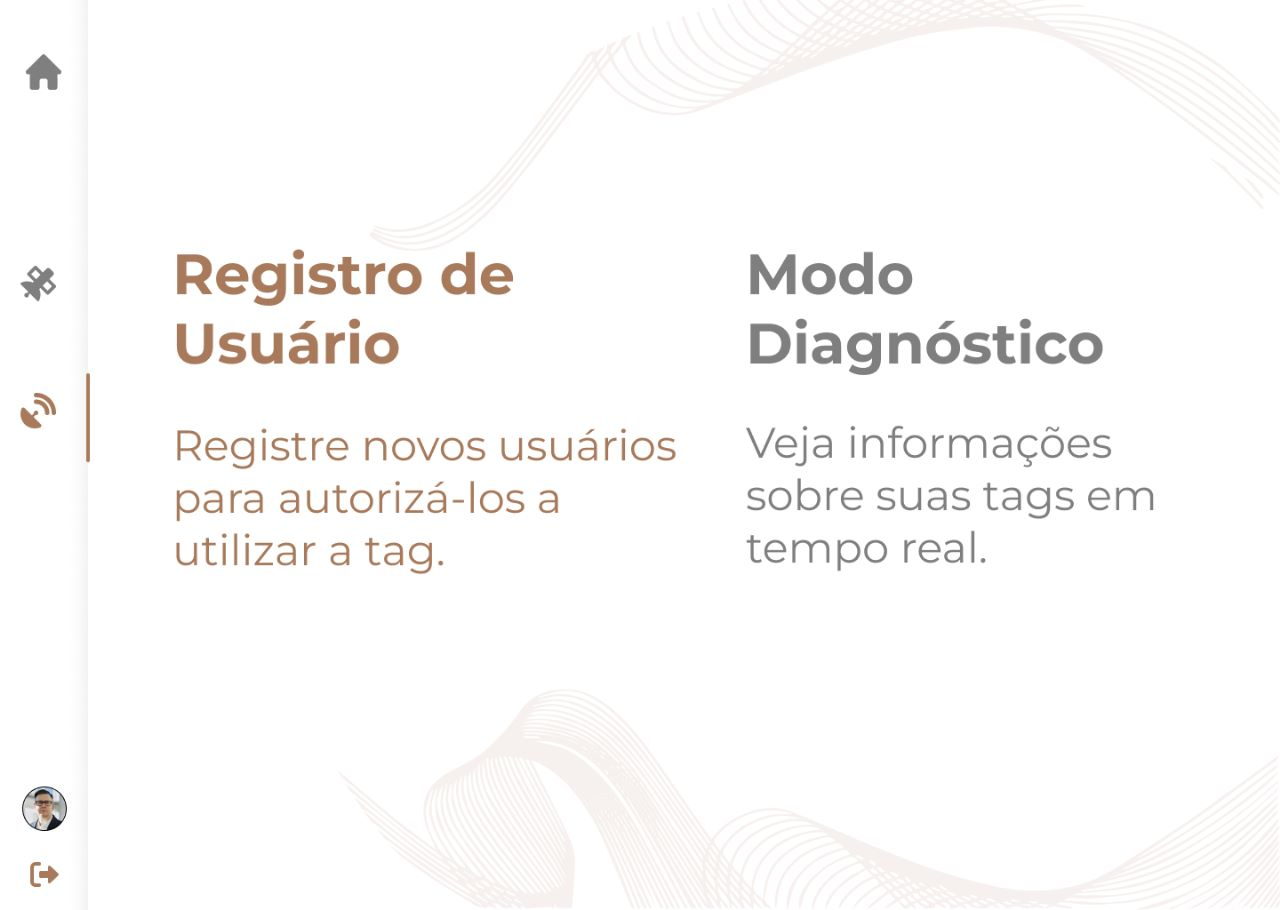 Registro de
Usuário
Registre novos usuários
para autorizá-los a
utilizar a tag.
Modo
Diagnóstico
Veja informações
sobre suas tags em
tempo real.